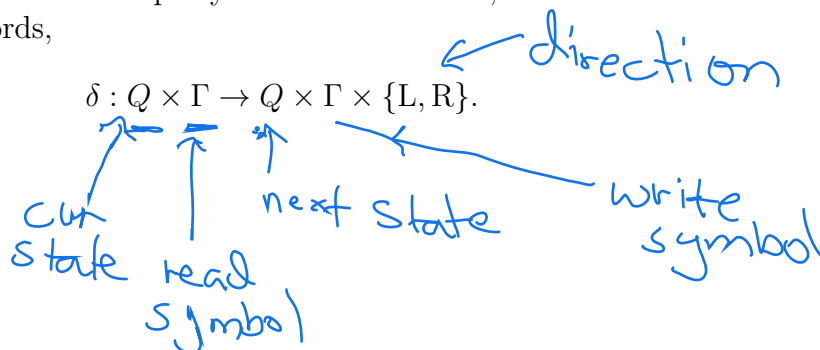 ords,
direction
δ : Q × Γ → Q × Γ × {L, R}.
cur
state
read
symbol
next state
write
symbol